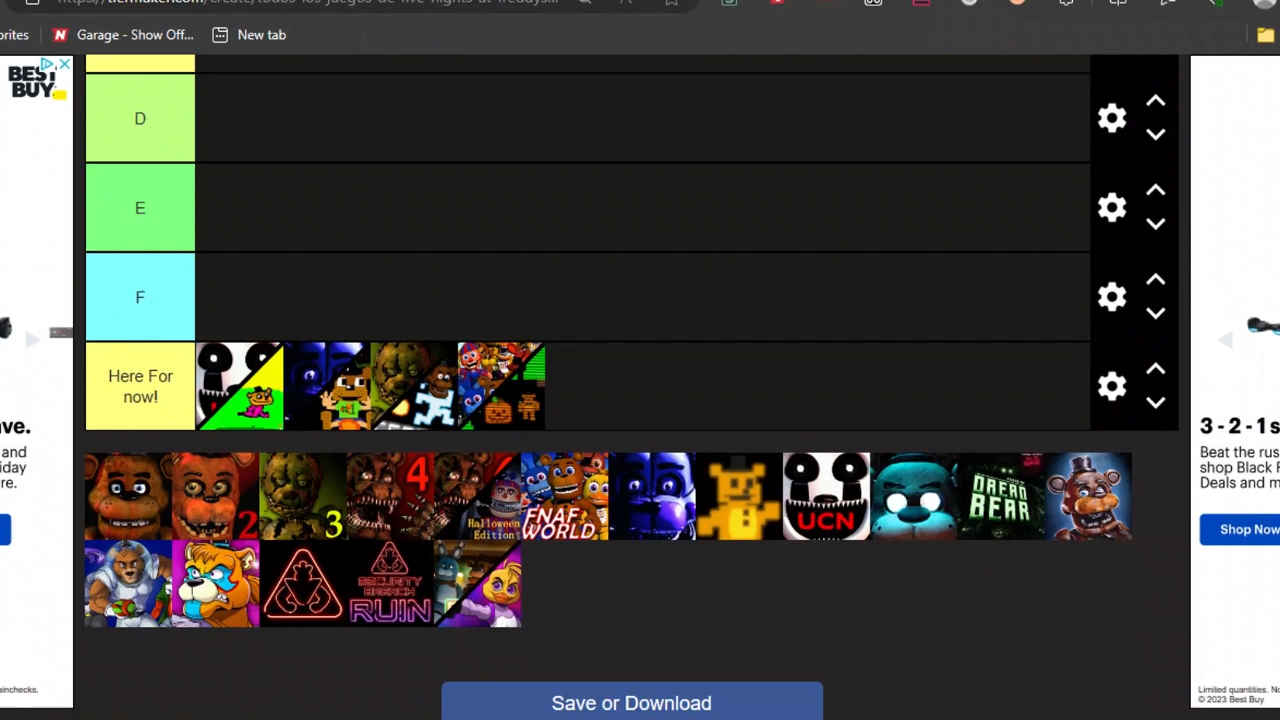 Garage - Show Off...
New tab
BEST
BUY
D
E
F
Here For
now!
2
3
4
Halloween
Edition
FNAF
WORLD
UCN
DREAD
BEAR
SECURITY
BREACH
RUIN
Save or Download
ave.
and
re.
ainchecks.
3 - 2 - 1 s
Beat the rus
shop Black F
Deals and m
Shop Now
Limited quantities. No
© 2023 Best Buy